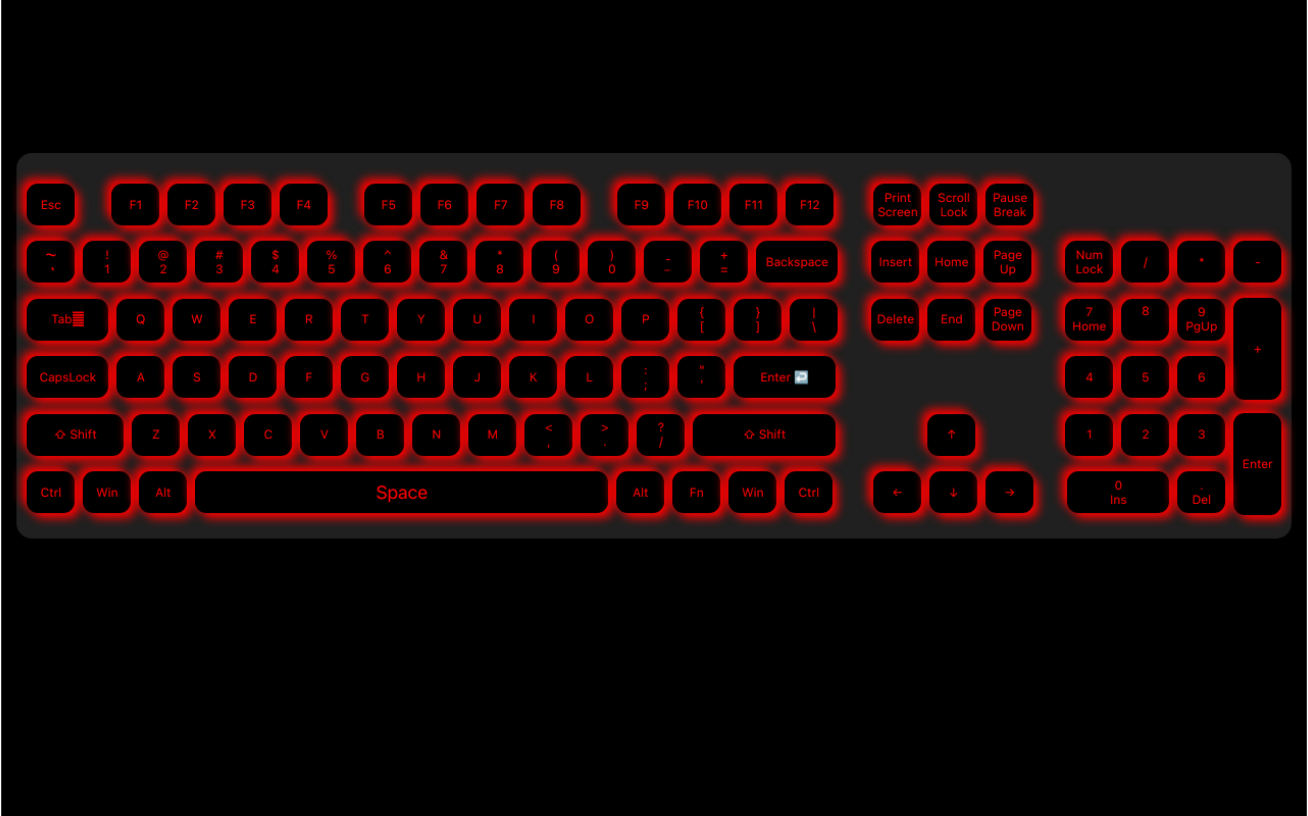 Esc F1 F2 F3 F4 F5 F6 F7 F8 F9 F10 F11 F12 Print Screen Scroll Lock Pause Break
~ ` ! 1 @ 2 # 3 $ 4 % 5 ^ 6 & 7 * 8 ( 9 ) 0 - _ + = Backspace Insert Home Page Up Num Lock / * -
Tab Q W E R T Y U I O P { [ } ] | \ Delete End Page Down 7 Home 8 9 PgUp +
CapsLock A S D F G H J K L : ; " ' Enter ↩ 4 5 6
⇧ Shift Z X C V B N M < , > . ? / ⇧ Shift ↑ 1 2 3 Enter
Ctrl Win Alt Space Alt Fn Win Ctrl ← ↓ → 0 Ins . Del